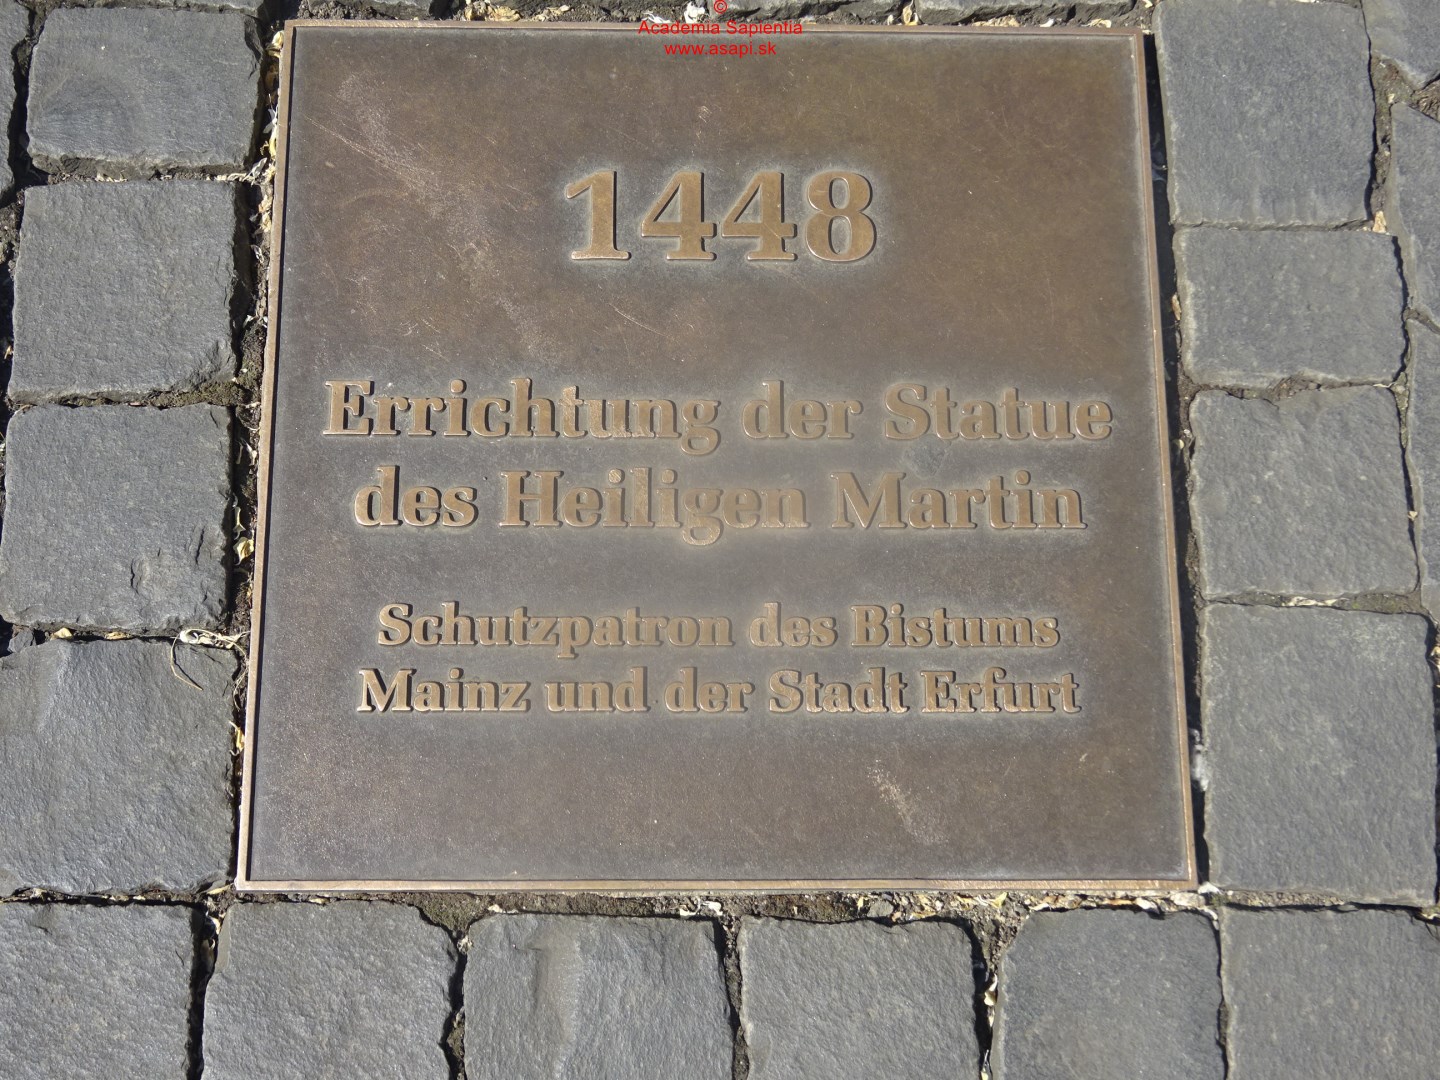 ©
Academia Sapientia
www.asapi.sk
1448
Errichtung der Statue
des Heiligen Martin
Schutzpatron des Bistums
Mainz und der Stadt Erfurt